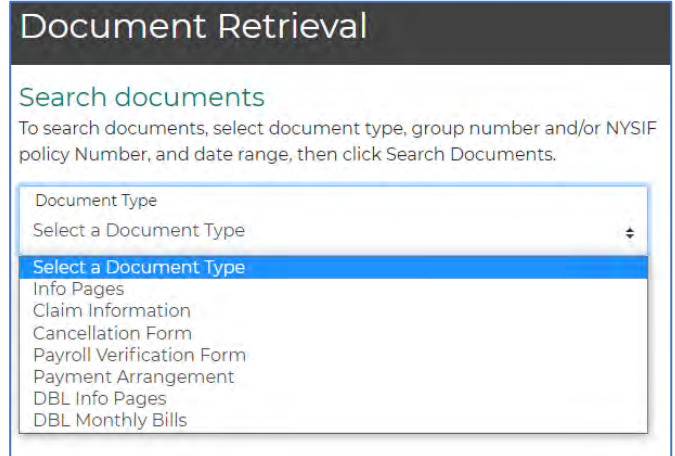 Document Retrieval
Search documents
To search documents, select document type, group number and/or NYSIF
policy Number, and date range, then click Search Documents.
Document Type
Select a Document Type
Select a Document Type
Info Pages
Claim Information
Cancellation Form
Payroll Verification Form
Payment Arrangement
DBL Info Pages
DBL Monthly Bills